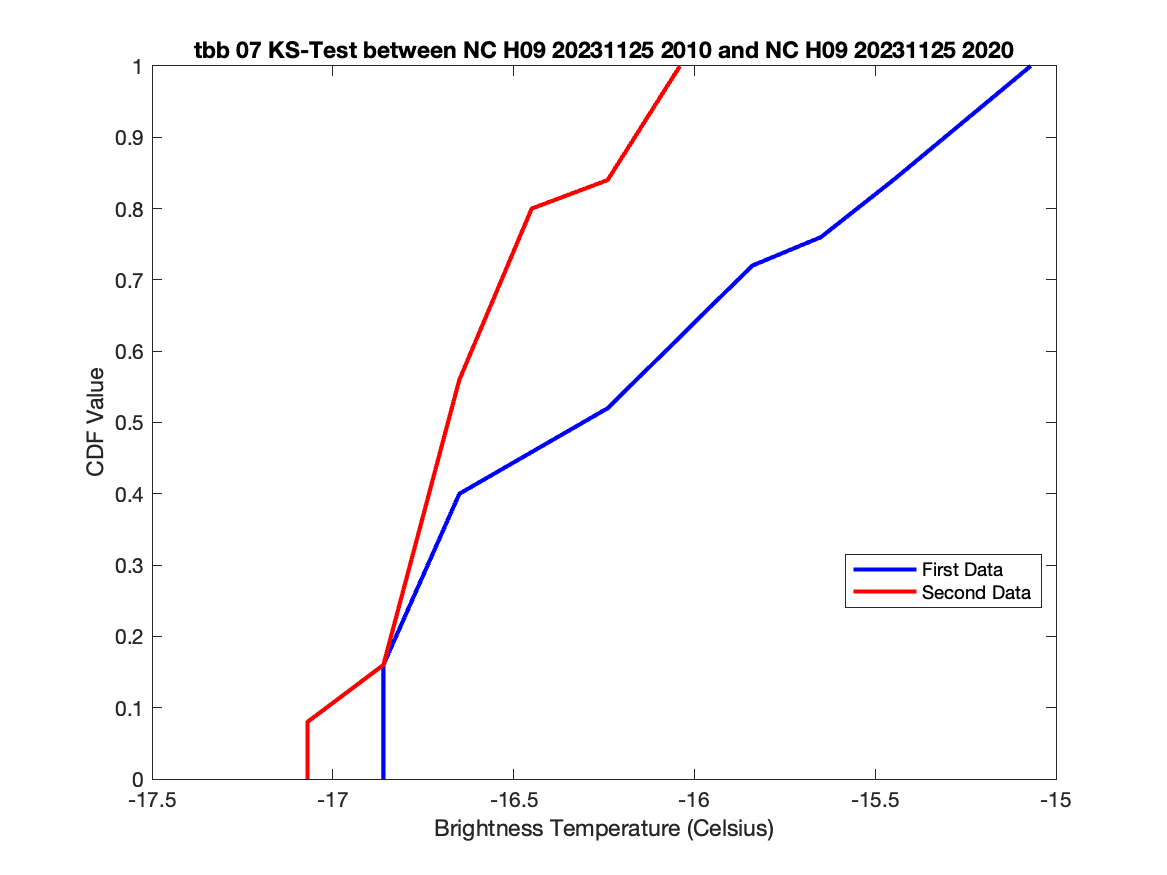 tbb 07 KS-Test between NC H09 20231125 2010 and NC H09 20231125 2020
1
0.9
0.8
0.7
0.6
0.5
0.4
0.3
0.2
0.1
0
CDF Value
First Data
Second Data
-17.5 -17 -16.5 -16 -15.5 -15
Brightness Temperature (Celsius)